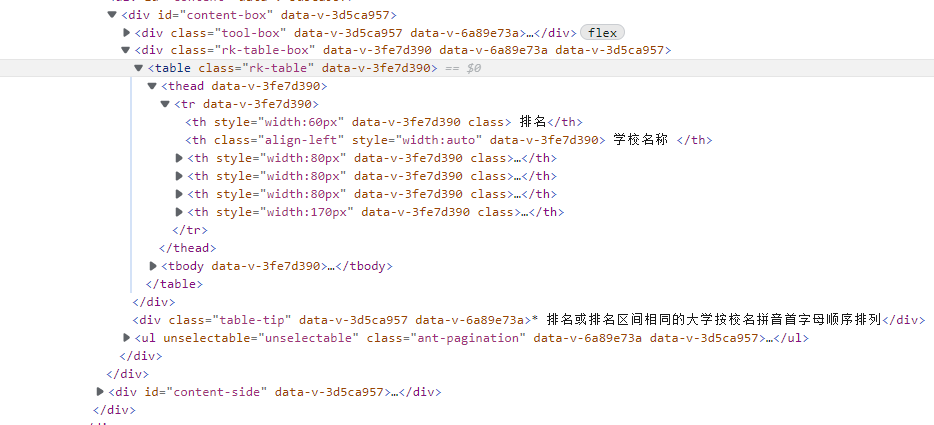 <div id="content-box" data-v-3d5ca957>
<div class="tool-box" data-v-3d5ca957 data-v-6a89e73a>…</div> flex
<div class="rk-table-box" data-v-3fe7d390 data-v-6a89e73a data-v-3d5ca957>
<table class="rk-table" data-v-3fe7d390> == $0
<thead data-v-3fe7d390>
<tr data-v-3fe7d390>
<th style="width:60px" data-v-3fe7d390 class> 排名</th>
<th class="align-left" style="width:auto" data-v-3fe7d390> 学校名称 </th>
<th style="width:80px" data-v-3fe7d390 class>…</th>
<th style="width:80px" data-v-3fe7d390 class>…</th>
<th style="width:80px" data-v-3fe7d390 class>…</th>
<th style="width:170px" data-v-3fe7d390 class>…</th>
</tr>
</thead>
<tbody data-v-3fe7d390>…</tbody>
</table>
</div>
<div class="table-tip" data-v-3d5ca957 data-v-6a89e73a>* 排名或排名区间相同的大学按校名拼音首字母顺序排列</div>
<ul unselectable="unselectable" class="ant-pagination" data-v-6a89e73a data-v-3d5ca957>…</ul>
</div>
</div>
<div id="content-side" data-v-3d5ca957>…</div>
</div>